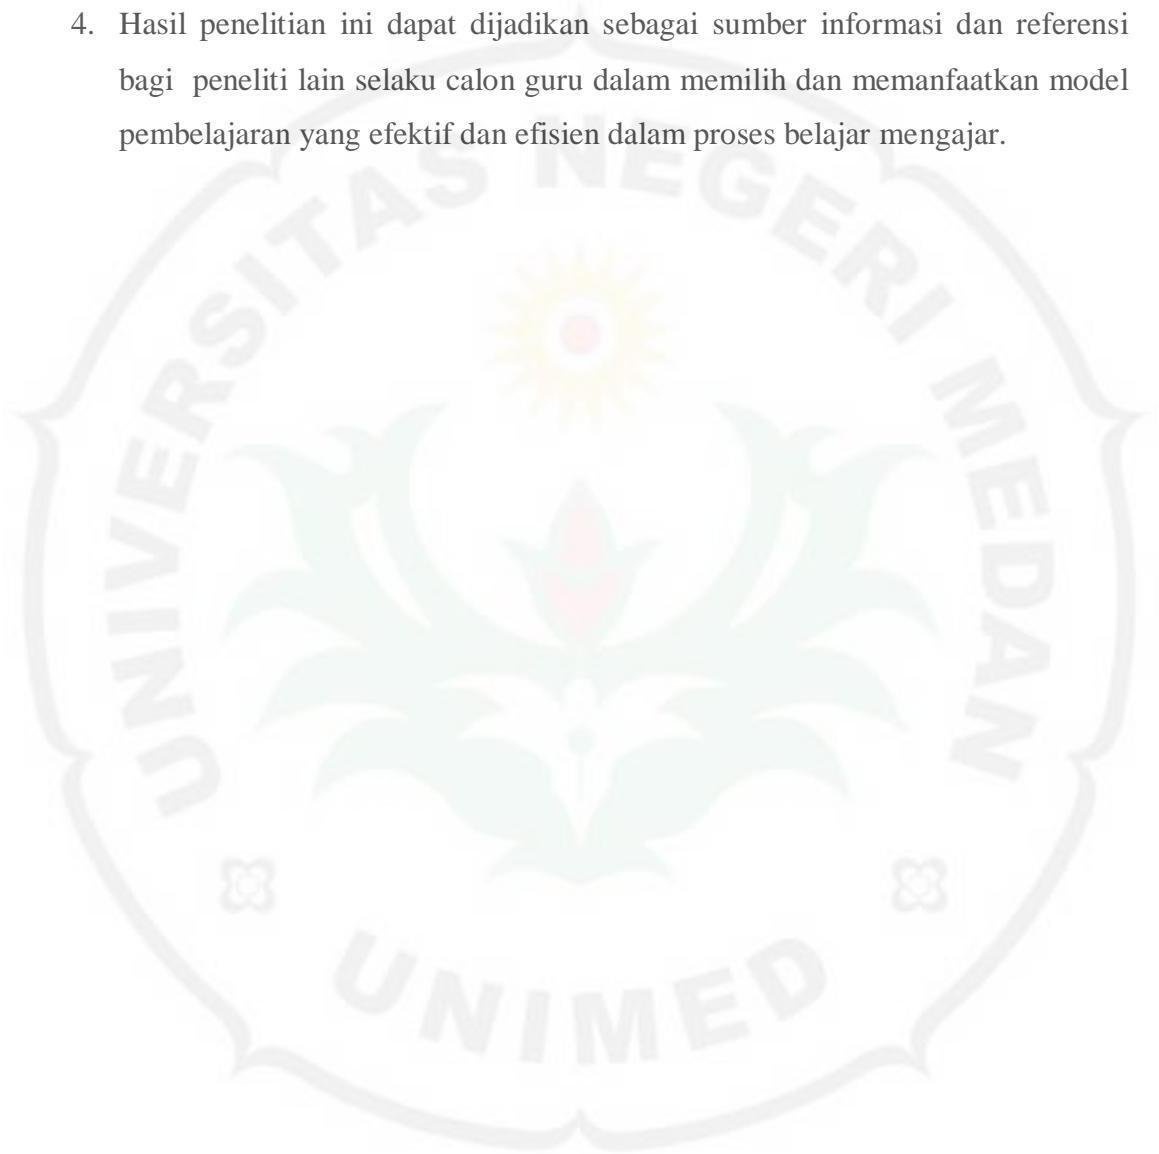 4. Hasil penelitian ini dapat dijadikan sebagai sumber informasi dan referensi
bagi peneliti lain selaku calon guru dalam memilih dan memanfaatkan model
pembelajaran yang efektif dan efisien dalam proses belajar mengajar.
UNIVERSITAS NEGERI MEDAN
UNIMED